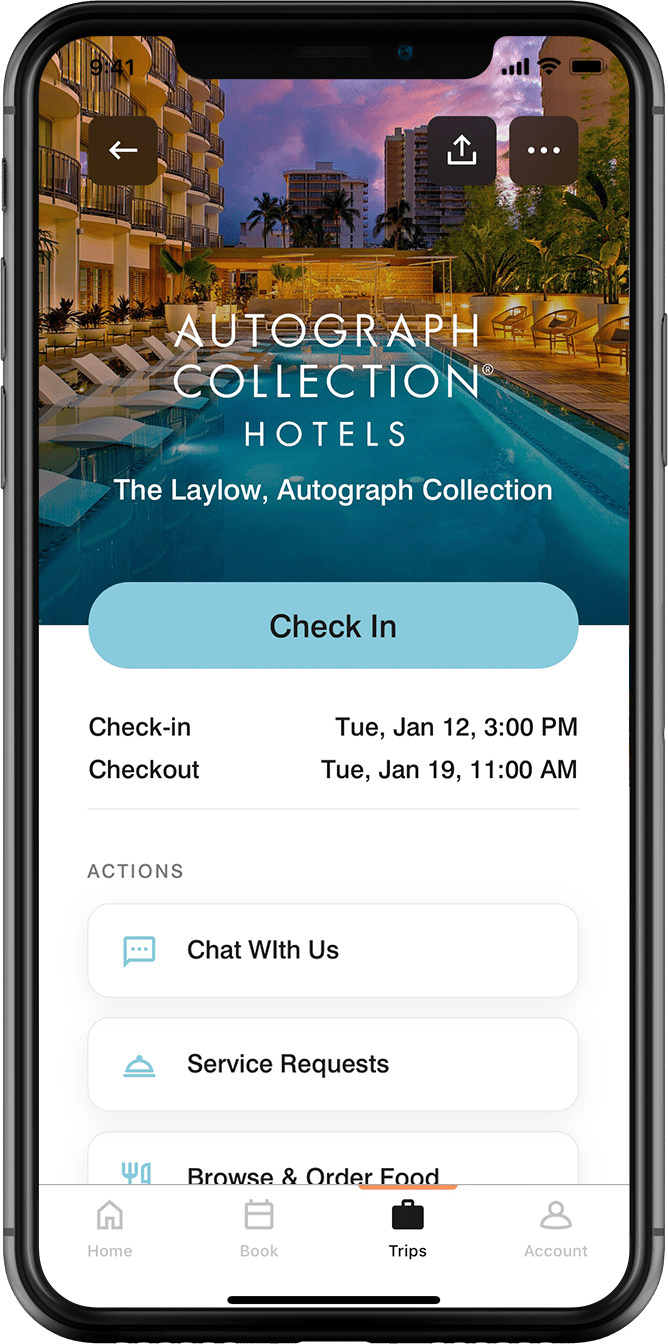 9:41
AUTOGRAPH
COLLECTION®
HOTELS
The Laylow, Autograph Collection
Check In
Check-in Tue, Jan 12, 3:00 PM
Checkout Tue, Jan 19, 11:00 AM
ACTIONS
Chat WIth Us
Service Requests
Browse & Order Food
Home Book Trips Account